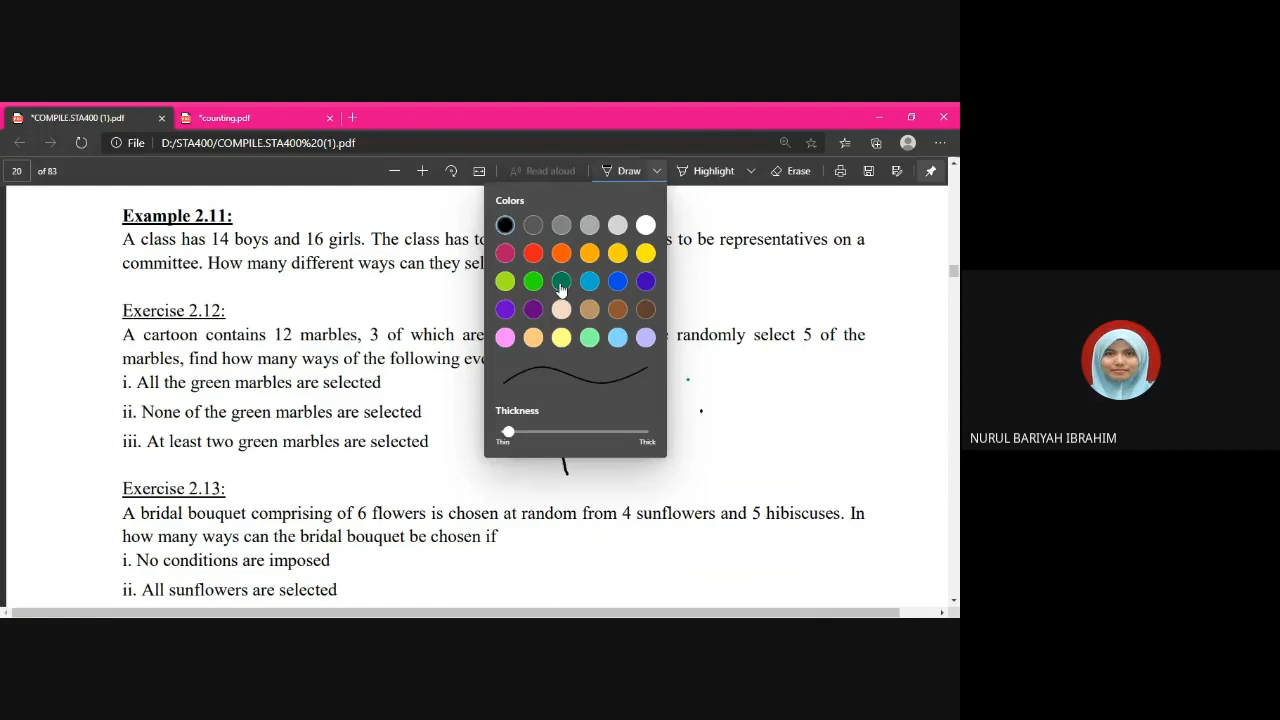 *COMPILE.STA400 (1).pdf
*counting.pdf
File D:/STA400/COMPILE.STA400%20(1).pdf
20 of 83
Read aloud
Draw
Highlight
Erase
Colors
Example 2.11:
A class has 14 boys and 16 girls. The class has to s to be representatives on a
committee. How many different ways can they sel
Exercise 2.12:
A cartoon contains 12 marbles, 3 of which are randomly select 5 of the
marbles, find how many ways of the following eve
i. All the green marbles are selected
ii. None of the green marbles are selected
iii. At least two green marbles are selected
Thickness
Thin Thick
Exercise 2.13:
A bridal bouquet comprising of 6 flowers is chosen at random from 4 sunflowers and 5 hibiscuses. In
how many ways can the bridal bouquet be chosen if
i. No conditions are imposed
ii. All sunflowers are selected
NURUL BARIYAH IBRAHIM